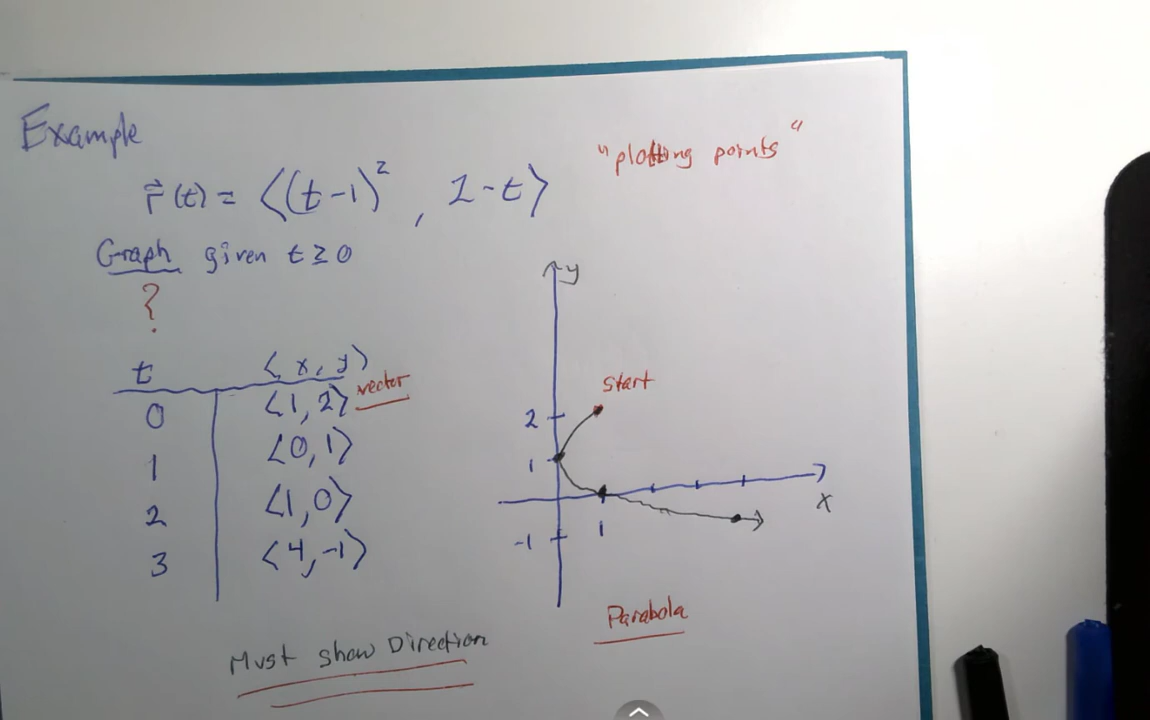 Example
"plotting points"
r⃗(t) = ⟨(t-1)², 2-t⟩
Graph given t ≥ 0
?
t ⟨x, y⟩
0 ⟨1, 2⟩ vector
1 ⟨0, 1⟩
2 ⟨1, 0⟩
3 ⟨4, -1⟩
y
start
2
1
x
1
-1
Parabola
Must show Direction